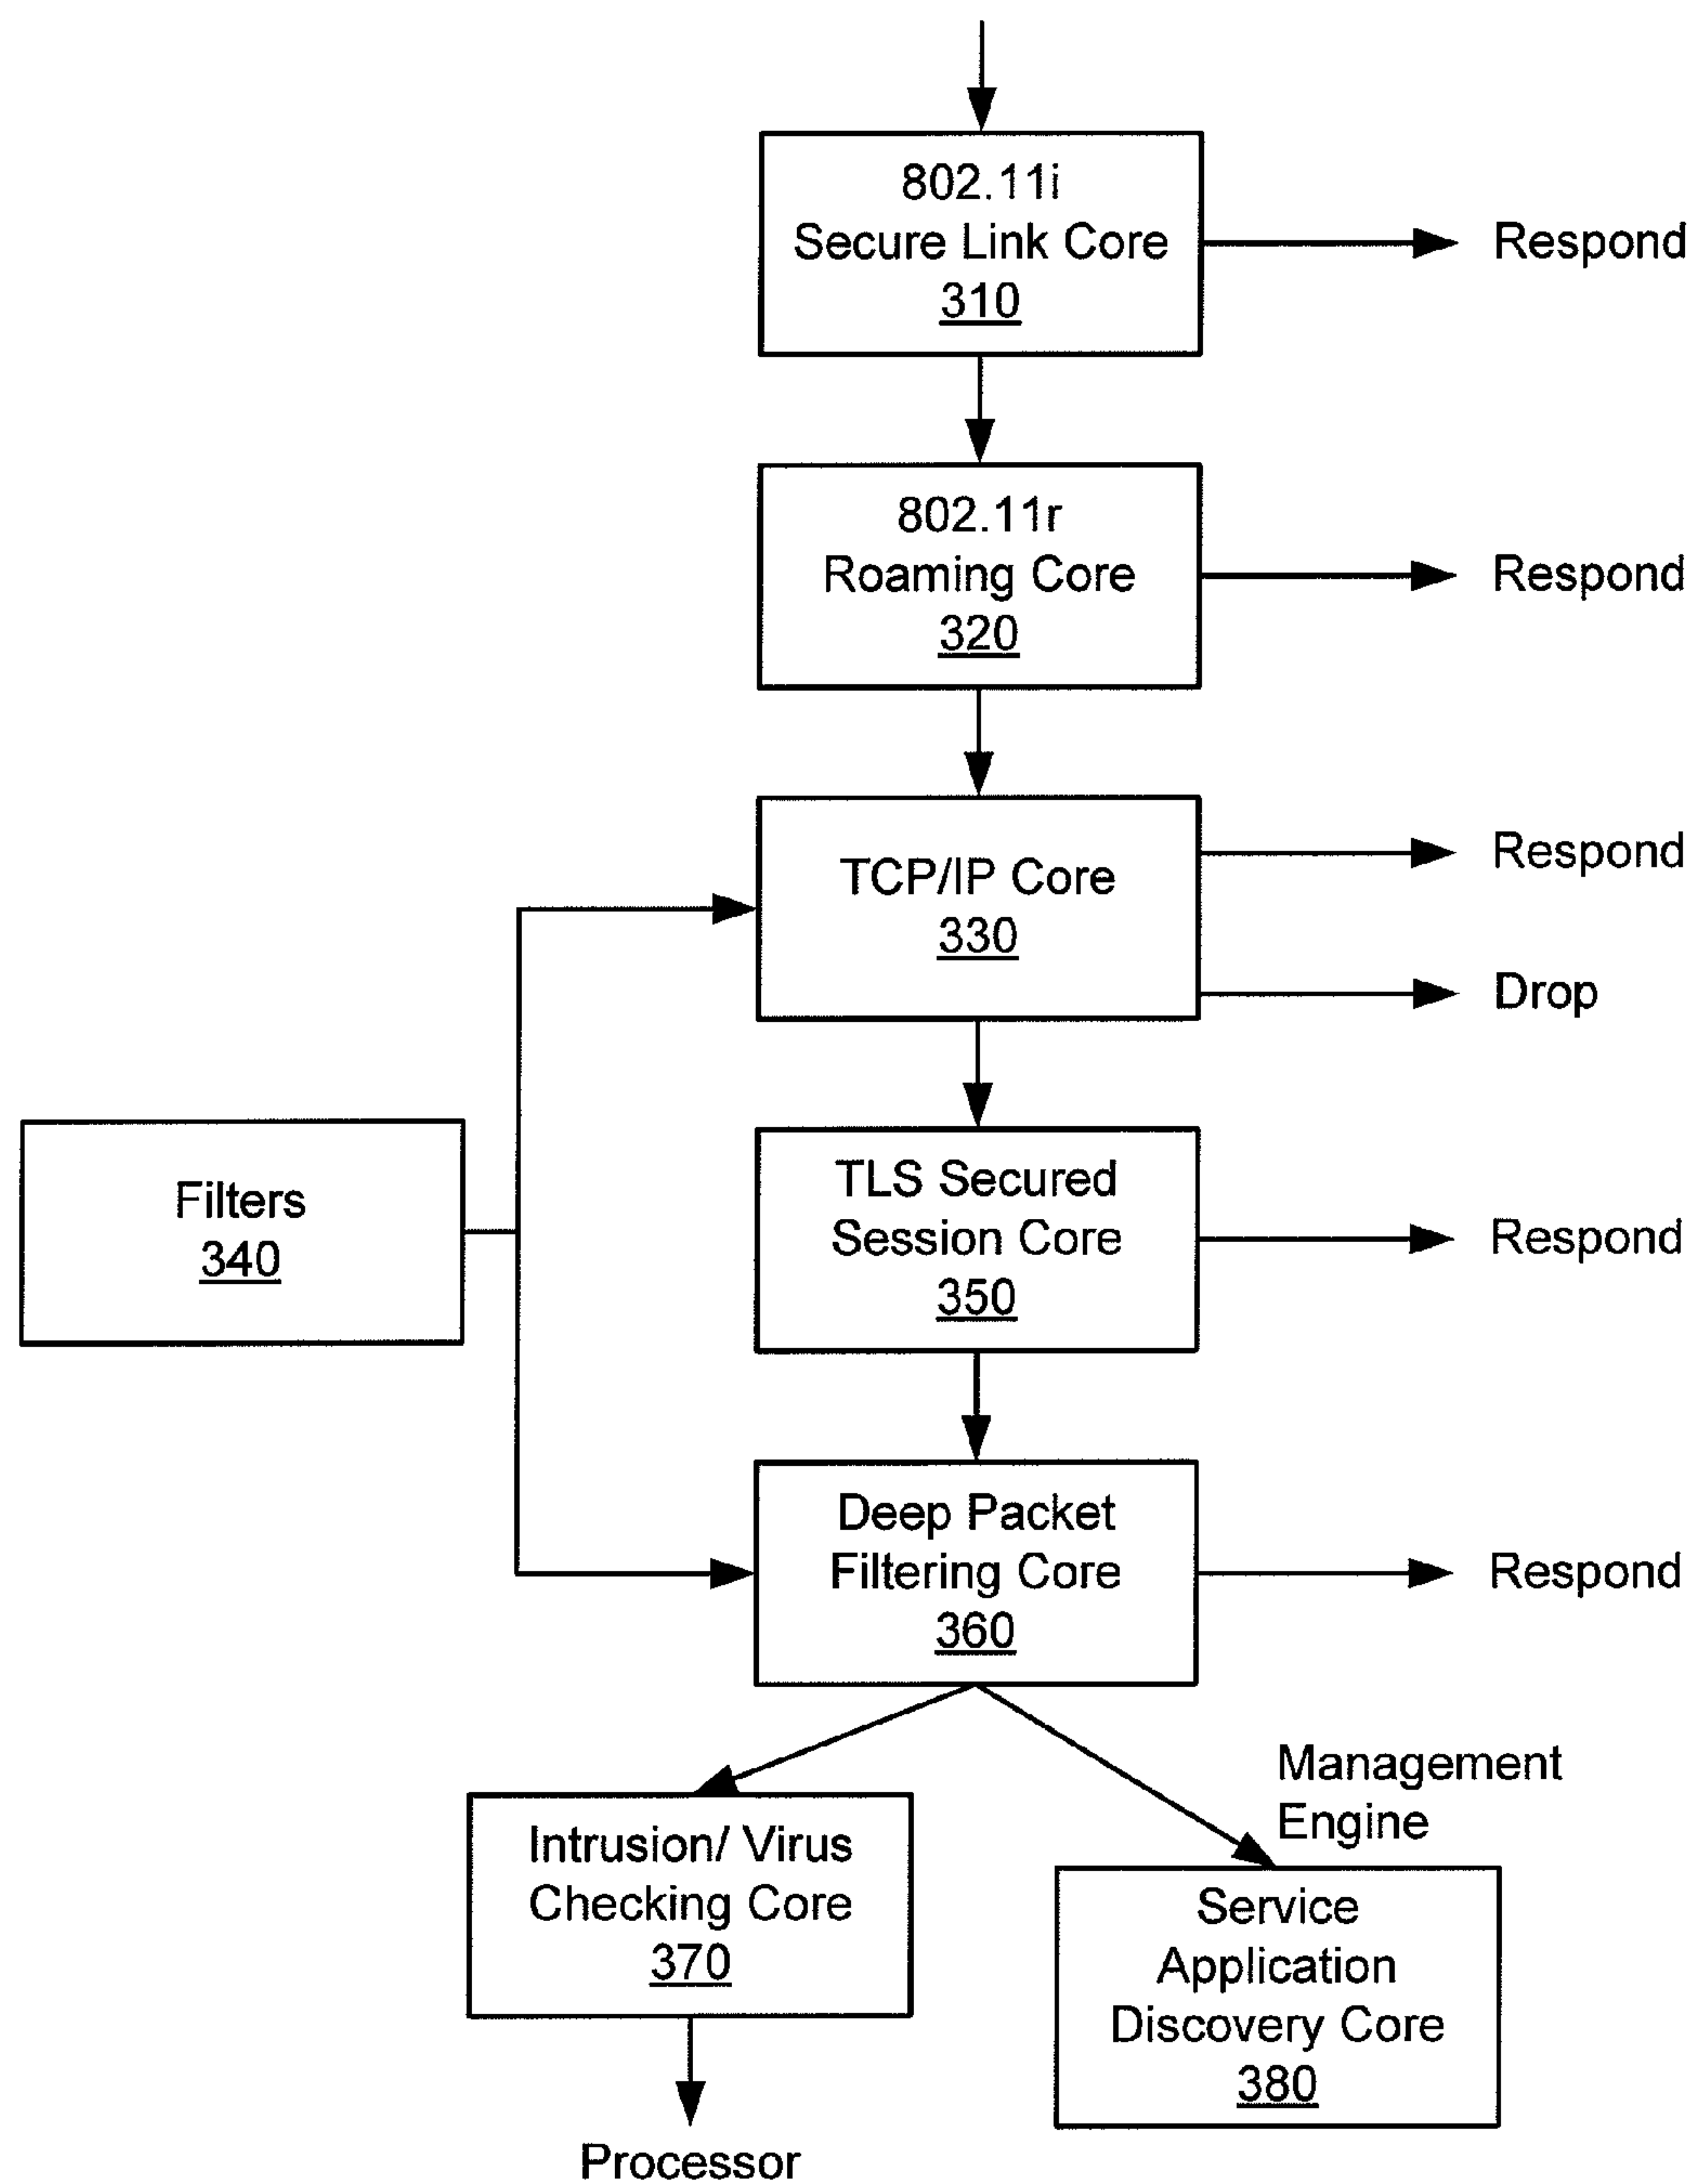 802.11i
Secure Link Core
310
Respond
802.11r
Roaming Core
320
Respond
TCP/IP Core
330
Respond
Drop
Filters
340
TLS Secured
Session Core
350
Respond
Deep Packet
Filtering Core
360
Respond
Management
Engine
Intrusion/ Virus
Checking Core
370
Service
Application
Discovery Core
380
Processor